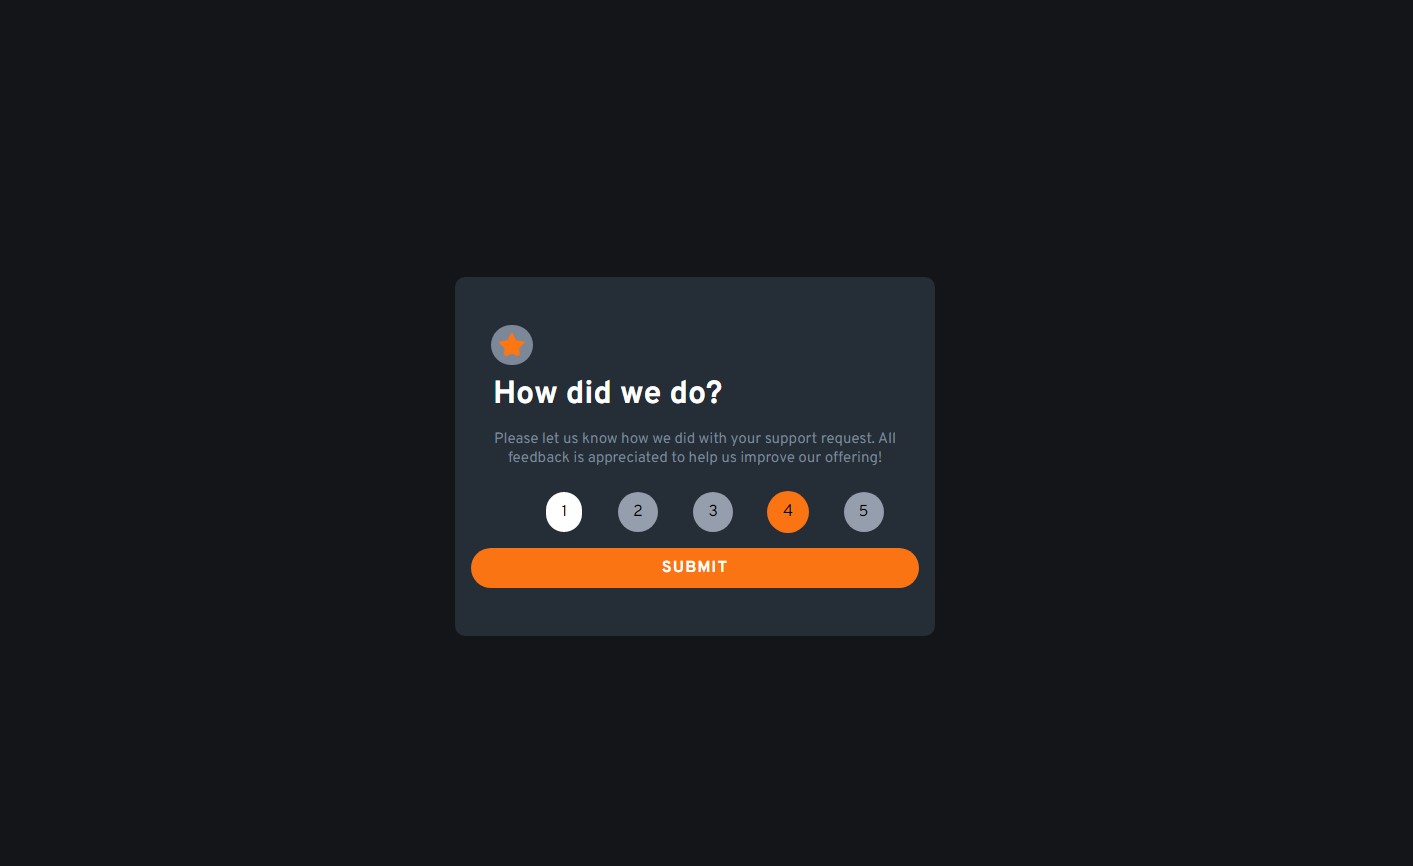 How did we do?
Please let us know how we did with your support request. All
feedback is appreciated to help us improve our offering!
1 2 3 4 5
SUBMIT